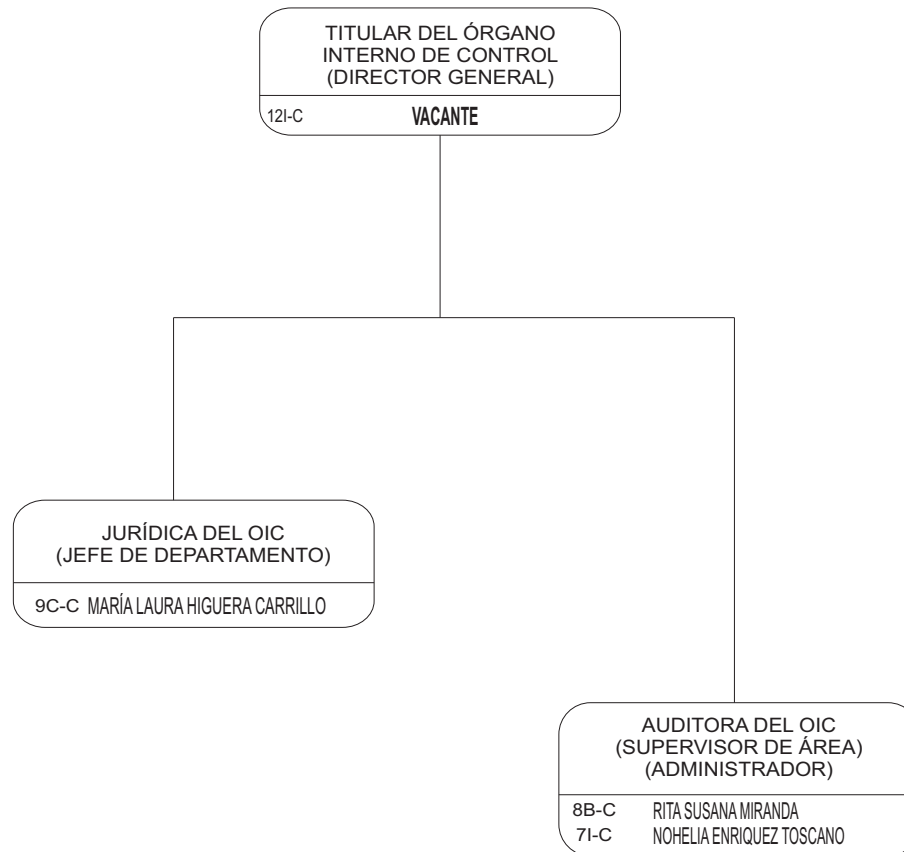 TITULAR DEL ÓRGANO
INTERNO DE CONTROL
(DIRECTOR GENERAL)
12I-C VACANTE
JURÍDICA DEL OIC
(JEFE DE DEPARTAMENTO)
9C-C MARÍA LAURA HIGUERA CARRILLO
AUDITORA DEL OIC
(SUPERVISOR DE ÁREA)
(ADMINISTRADOR)
8B-C RITA SUSANA MIRANDA
7I-C NOHELIA ENRIQUEZ TOSCANO